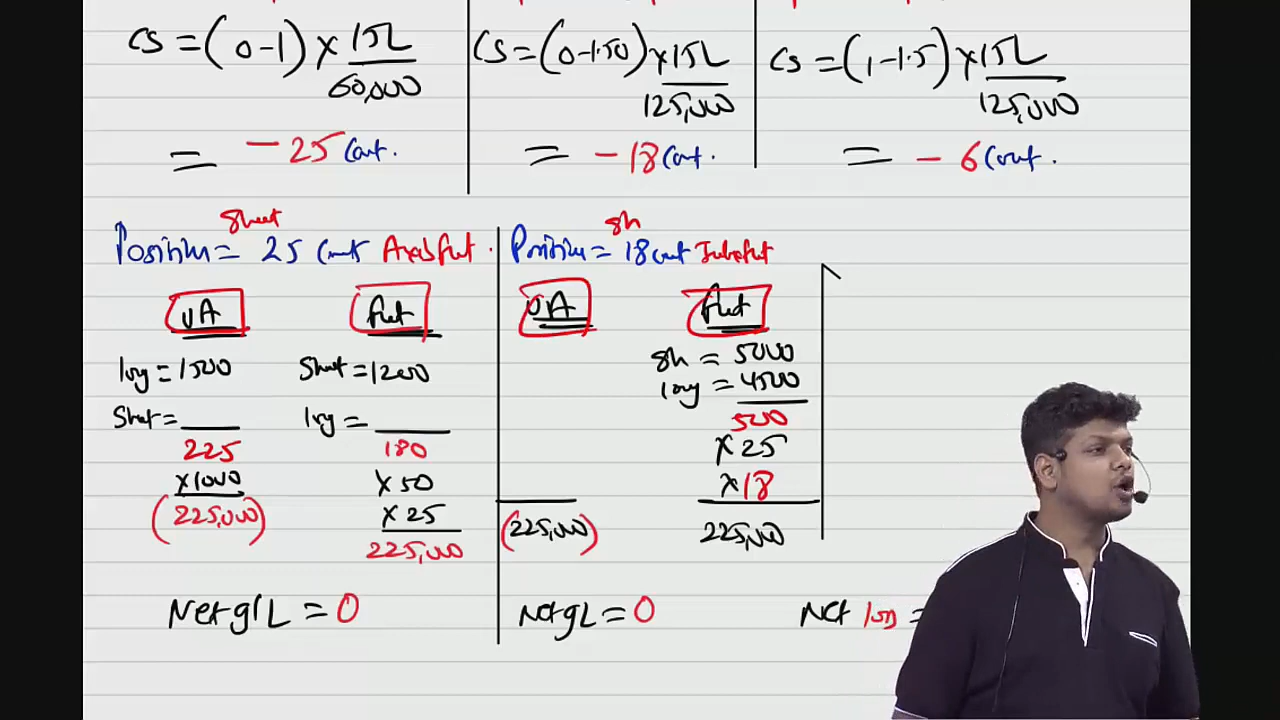 CS = (0-1) × 15L
60,000
= -25 Cont.
CS = (0-1.50) × 15L
125,000
= -18 Cont.
CS = (1-1.5) × 15L
125,000
= -6 Cont.
Short
Position = 25 Cont Axis fut.
UA
Fut
long = 1500
Short =
225
×1000
(225,000)
Short = 1200
long =
180
×50
×25
225,000
Net g/L = 0
Sh
Position = 18 Cont fut
UA
Fut
(225,000)
Sh = 5000
long = 4500
500
×25
×18
225,000
Net g/L = 0
Net loss =